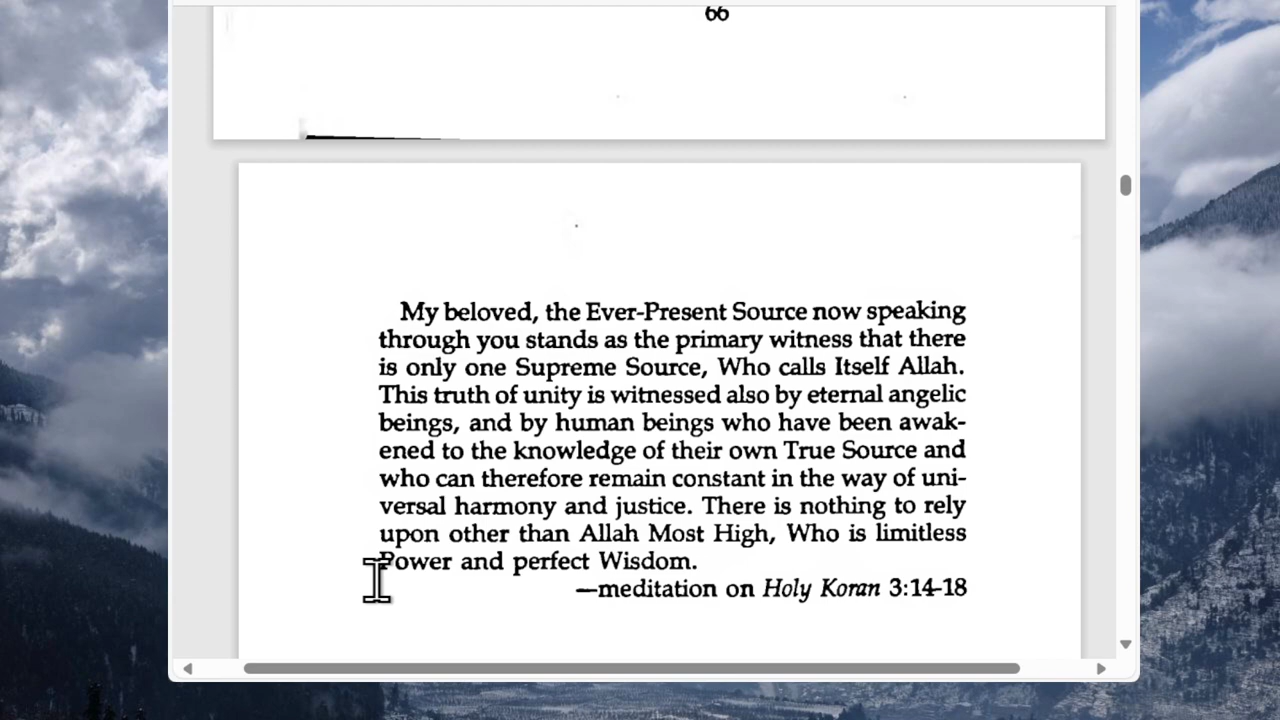 66
My beloved, the Ever-Present Source now speaking
through you stands as the primary witness that there
is only one Supreme Source, Who calls Itself Allah.
This truth of unity is witnessed also by eternal angelic
beings, and by human beings who have been awak-
ened to the knowledge of their own True Source and
who can therefore remain constant in the way of uni-
versal harmony and justice. There is nothing to rely
upon other than Allah Most High, Who is limitless
Power and perfect Wisdom.
—meditation on Holy Koran 3:14-18